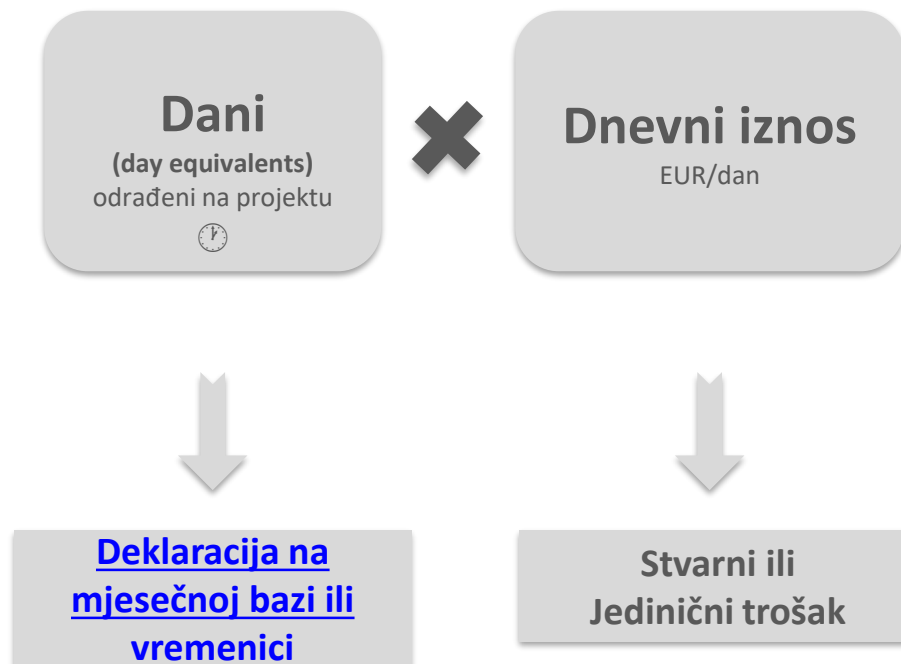 Dani
(day equivalents)
odrađeni na projektu
Dnevni iznos
EUR/dan
Deklaracija na
mjesečnoj bazi ili
vremenici
Stvarni ili
Jedinični trošak